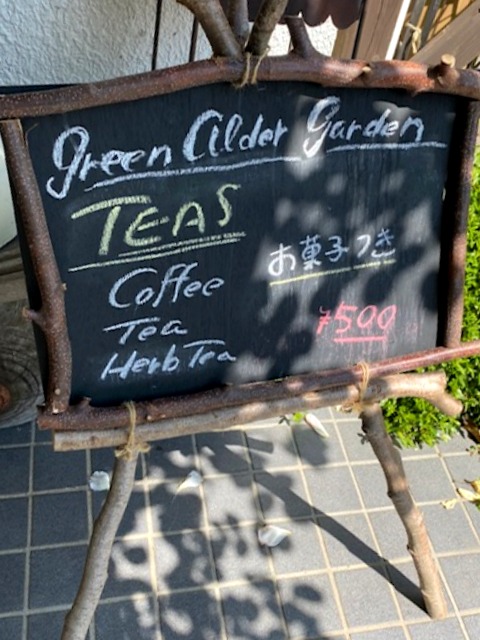 Green Alder Garden
TEAS
お菓子つき
Coffee
Tea
¥500
Herb Tea